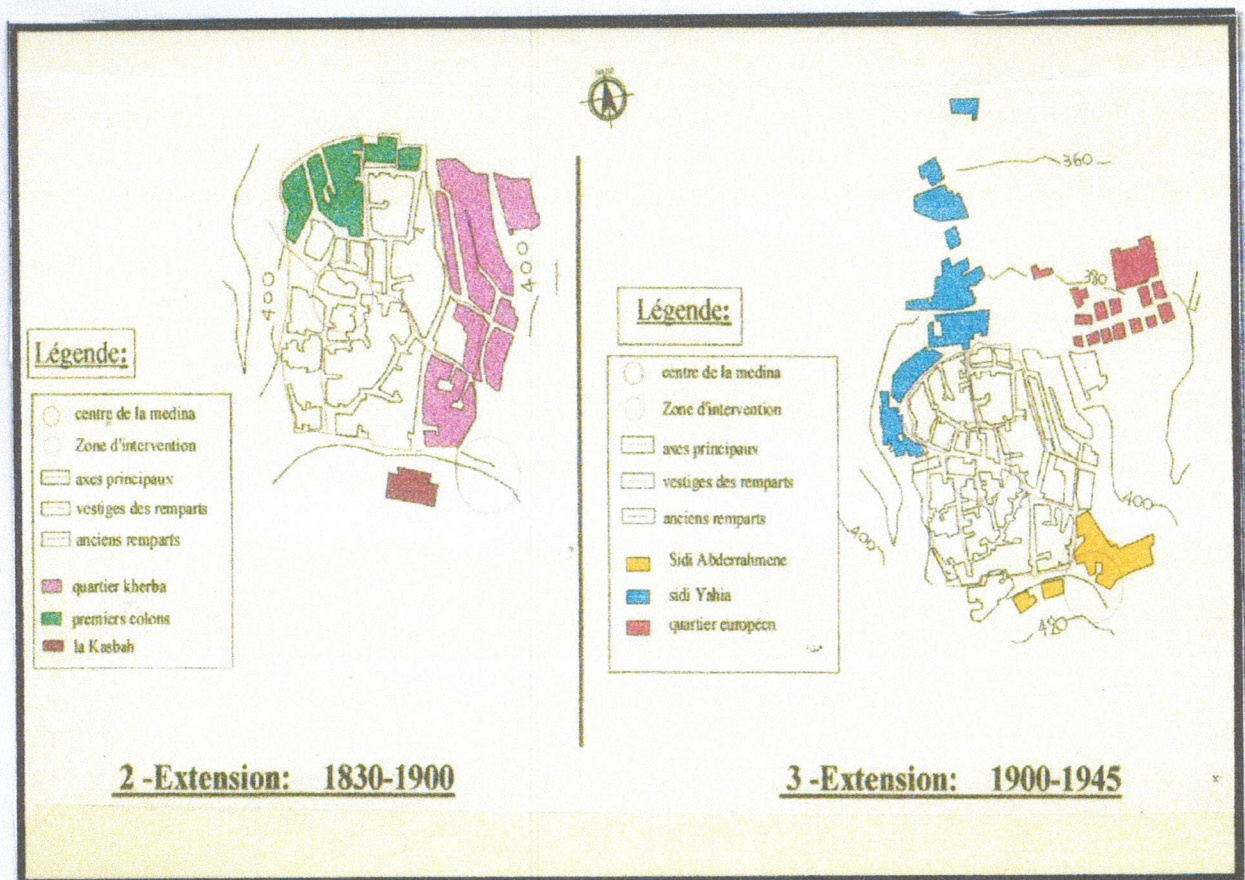 400
400
Légende:
centre de la medina
Zone d'intervention
axes principaux
vestiges des remparts
anciens remparts
quartier kherba
premiers colons
la Kasbah
2 -Extension: 1830-1900
360
380
Légende:
centre de la medina
Zone d'intervention
axes principaux
vestiges des remparts
anciens remparts
Sidi Abderrahmene
sidi Yahia
quartier européen
400
400
3 -Extension: 1900-1945